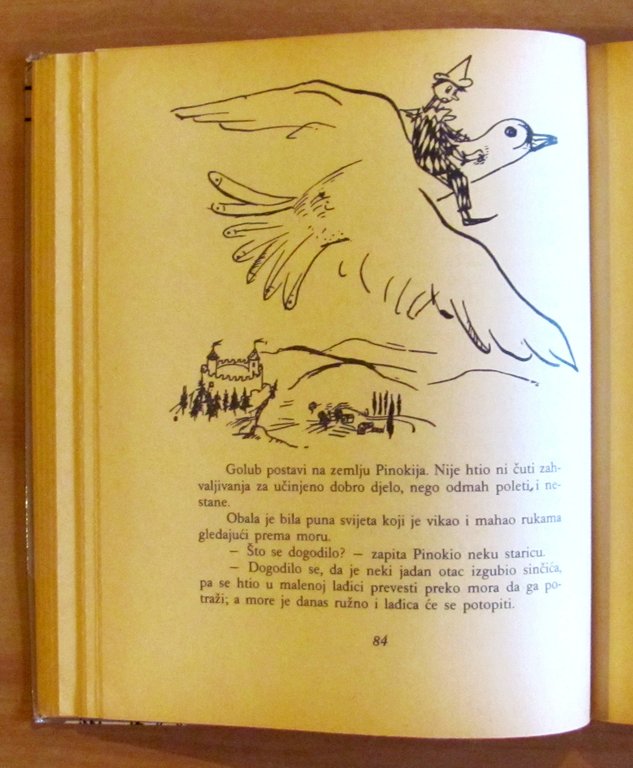 Golub postavi na zemlju Pinokija. Nije htio ni čuti zah-
valjivanja za učinjeno dobro djelo, nego odmah poleti i ne-
stane.
Obala je bila puna svijeta koji je vikao i mahao rukama
gledajući prema moru.
— Što se dogodilo? — zapita Pinokio neku staricu.
— Dogodilo se, da je neki jadan otac izgubio sinčića,
pa se htio u malenoj lađici prevesti preko mora da ga po-
traži; a more je danas ružno i lađica će se potopiti.
84